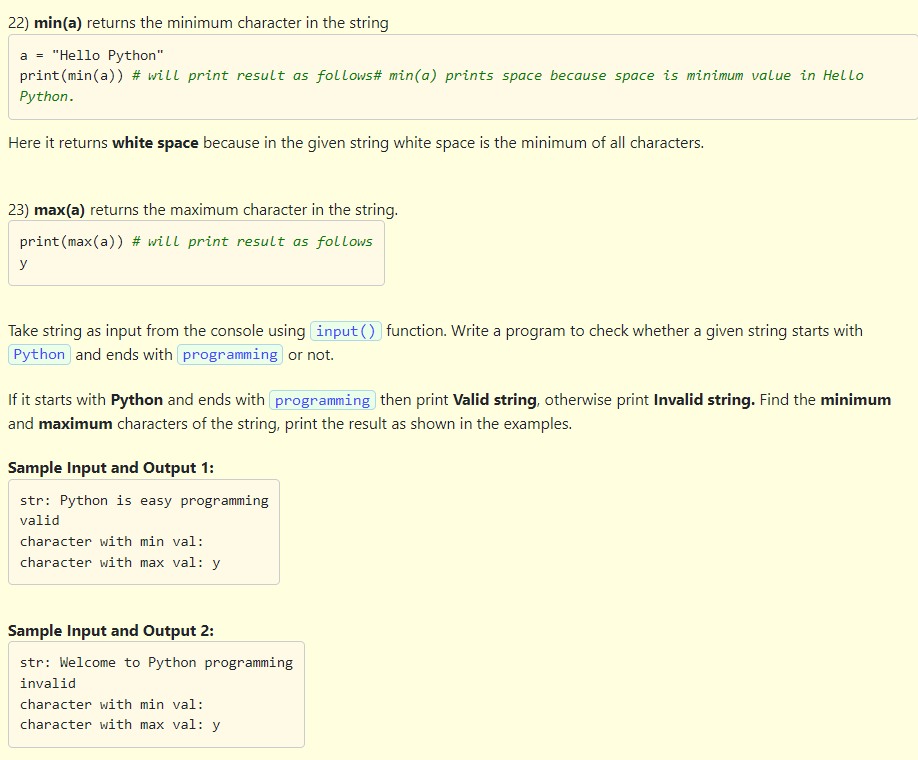 22) min(a) returns the minimum character in the string
a = "Hello Python"
print(min(a)) # will print result as follows# min(a) prints space because space is minimum value in Hello
Python.
Here it returns white space because in the given string white space is the minimum of all characters.
23) max(a) returns the maximum character in the string.
print(max(a)) # will print result as follows
y
Take string as input from the console using input() function. Write a program to check whether a given string starts with
Python and ends with programming or not.
If it starts with Python and ends with programming then print Valid string, otherwise print Invalid string. Find the minimum
and maximum characters of the string, print the result as shown in the examples.
Sample Input and Output 1:
str: Python is easy programming
valid
character with min val:
character with max val: y
Sample Input and Output 2:
str: Welcome to Python programming
invalid
character with min val:
character with max val: y